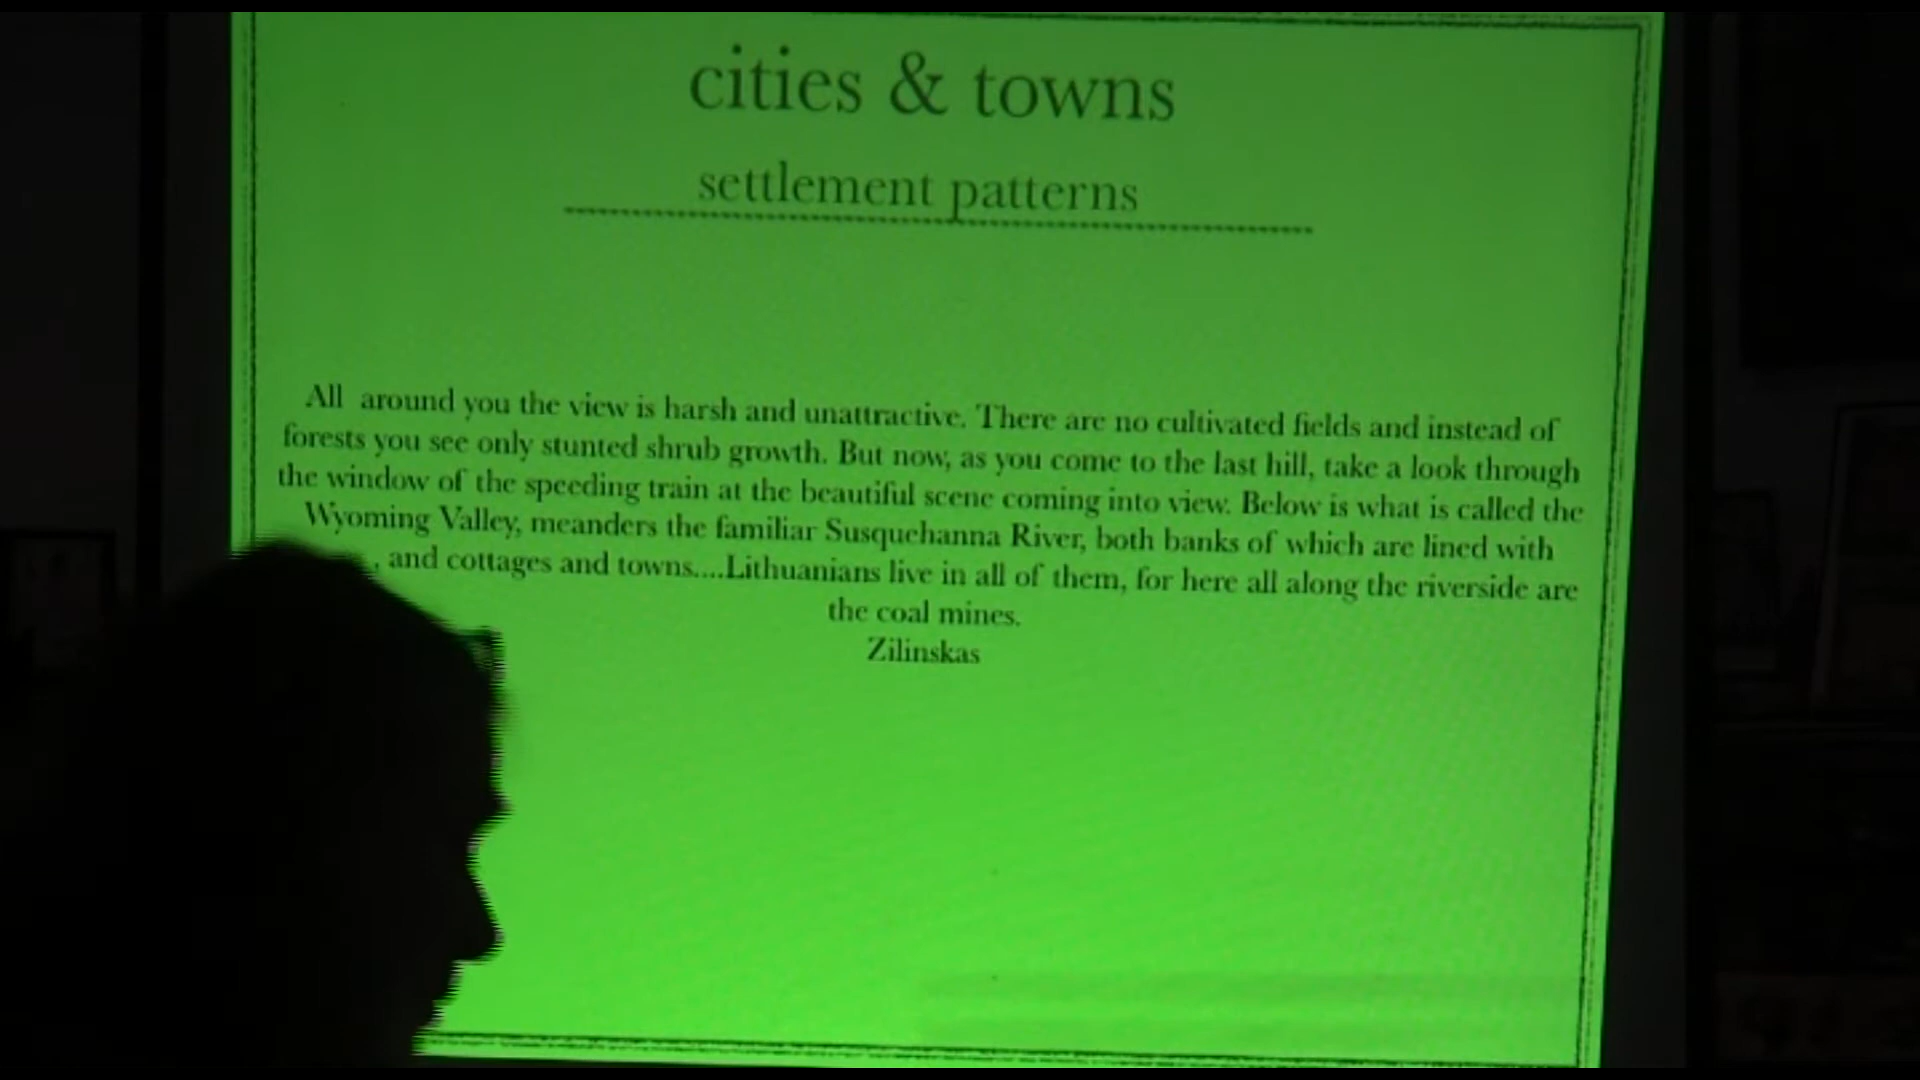 cities & towns
settlement patterns
All around you the view is harsh and unattractive. There are no cultivated fields and instead of
forests you see only stunted shrub growth. But now, as you come to the last hill, take a look through
the window of the speeding train at the beautiful scene coming into view. Below is what is called the
Wyoming Valley, meanders the familiar Susquehanna River, both banks of which are lined with
, and cottages and towns....Lithuanians live in all of them, for here all along the riverside are
the coal mines.
Zilinskas